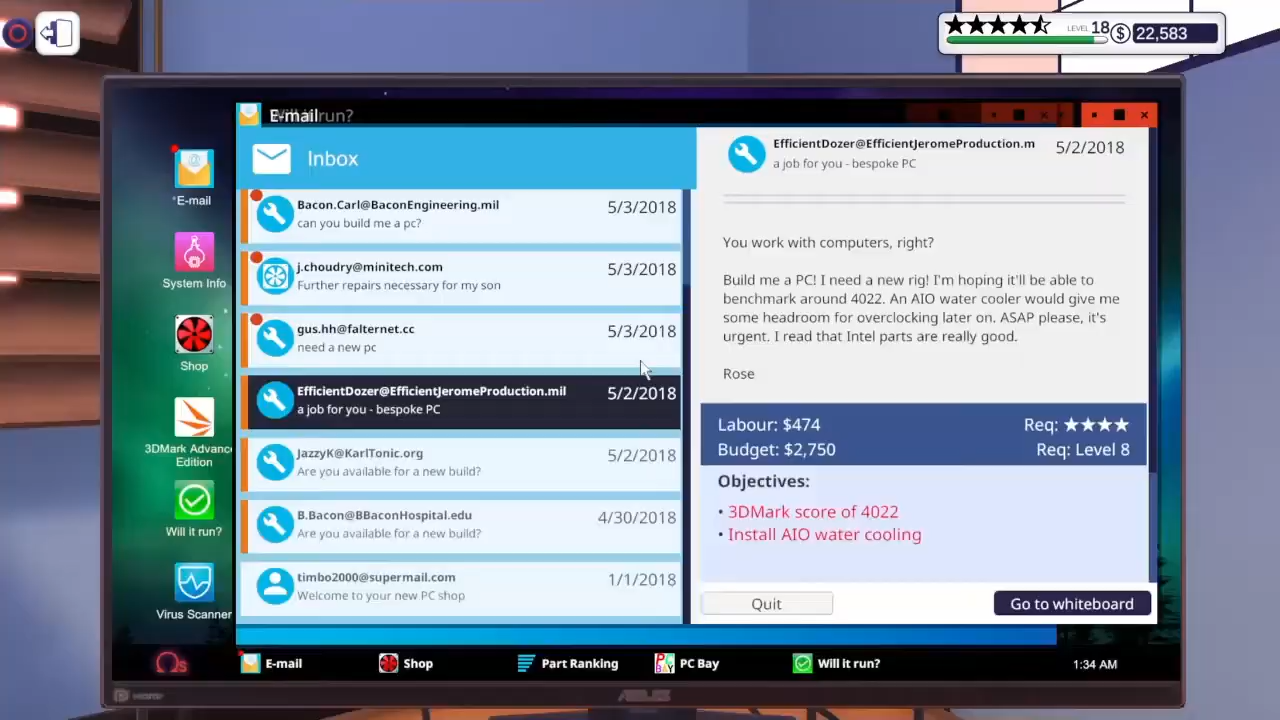 LEVEL 18
$ 22,583
E-mail
Inbox
Bacon.Carl@BaconEngineering.mil 5/3/2018
can you build me a pc?
j.choudry@minitech.com 5/3/2018
Further repairs necessary for my son
gus.hh@falternet.cc 5/3/2018
need a new pc
EfficientDozer@EfficientJeromeProduction.mil 5/2/2018
a job for you - bespoke PC
JazzyK@KarlTonic.org 5/2/2018
Are you available for a new build?
B.Bacon@BBaconHospital.edu 4/30/2018
Are you available for a new build?
timbo2000@supermail.com 1/1/2018
Welcome to your new PC shop
EfficientDozer@EfficientJeromeProduction.m 5/2/2018
a job for you - bespoke PC
You work with computers, right?
Build me a PC! I need a new rig! I'm hoping it'll be able to
benchmark around 4022. An AIO water cooler would give me
some headroom for overclocking later on. ASAP please, it's
urgent. I read that Intel parts are really good.
Rose
Labour: $474 Req: ★★★★
Budget: $2,750 Req: Level 8
Objectives:
• 3DMark score of 4022
• Install AIO water cooling
Quit
Go to whiteboard
E-mail
System Info
Shop
3DMark Advance
Edition
Will it run?
Virus Scanner
E-mail
Shop
Part Ranking
PC Bay
Will it run?
1:34 AM
ASUS